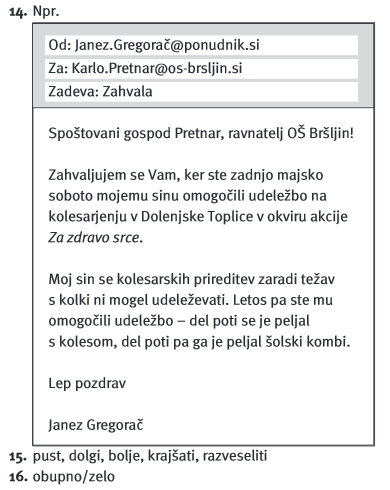 14. Npr.
Od: Janez.Gregorač@ponudnik.si
Za: Karlo.Pretnar@os-brsljin.si
Zadeva: Zahvala
Spoštovani gospod Pretnar, ravnatelj OŠ Bršljin!
Zahvaljujem se Vam, ker ste zadnjo majsko
soboto mojemu sinu omogočili udeležbo na
kolesarjenju v Dolenjske Toplice v okviru akcije
Za zdravo srce.
Moj sin se kolesarskih prireditev zaradi težav
s kolki ni mogel udeleževati. Letos pa ste mu
omogočili udeležbo – del poti se je peljal
s kolesom, del poti pa ga je peljal šolski kombi.
Lep pozdrav
Janez Gregorač
15. pust, dolgi, bolje, krajšati, razveseliti
16. obupno/zelo